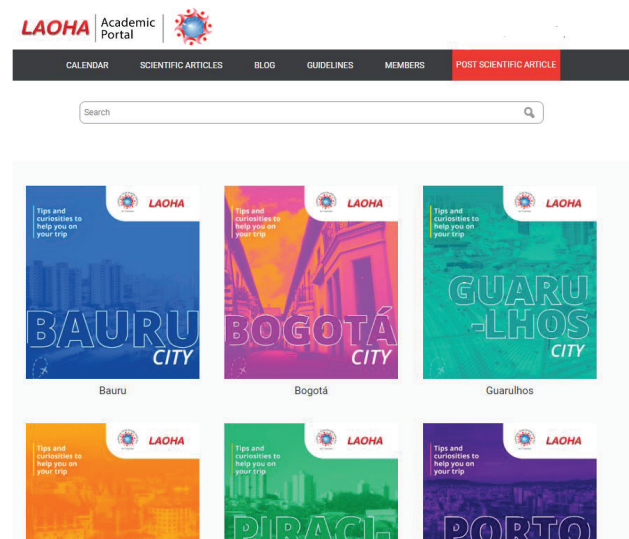 LAOHA Academic
Portal
CALENDAR SCIENTIFIC ARTICLES BLOG GUIDELINES MEMBERS POST SCIENTIFIC ARTICLE
Search
Tips and
curiosities to
help you on
your trip
LAOHA
BAURU
CITY
Bauru
Tips and
curiosities to
help you on
your trip
LAOHA
BOGOTÁ
CITY
Bogotá
Tips and
curiosities to
help you on
your trip
LAOHA
GUARU
-LHOS
CITY
Guarulhos
Tips and
curiosities to
help you on
your trip
LAOHA
Tips and
curiosities to
help you on
your trip
LAOHA
PIRACI-
Tips and
curiosities to
help you on
your trip
LAOHA
PORTO